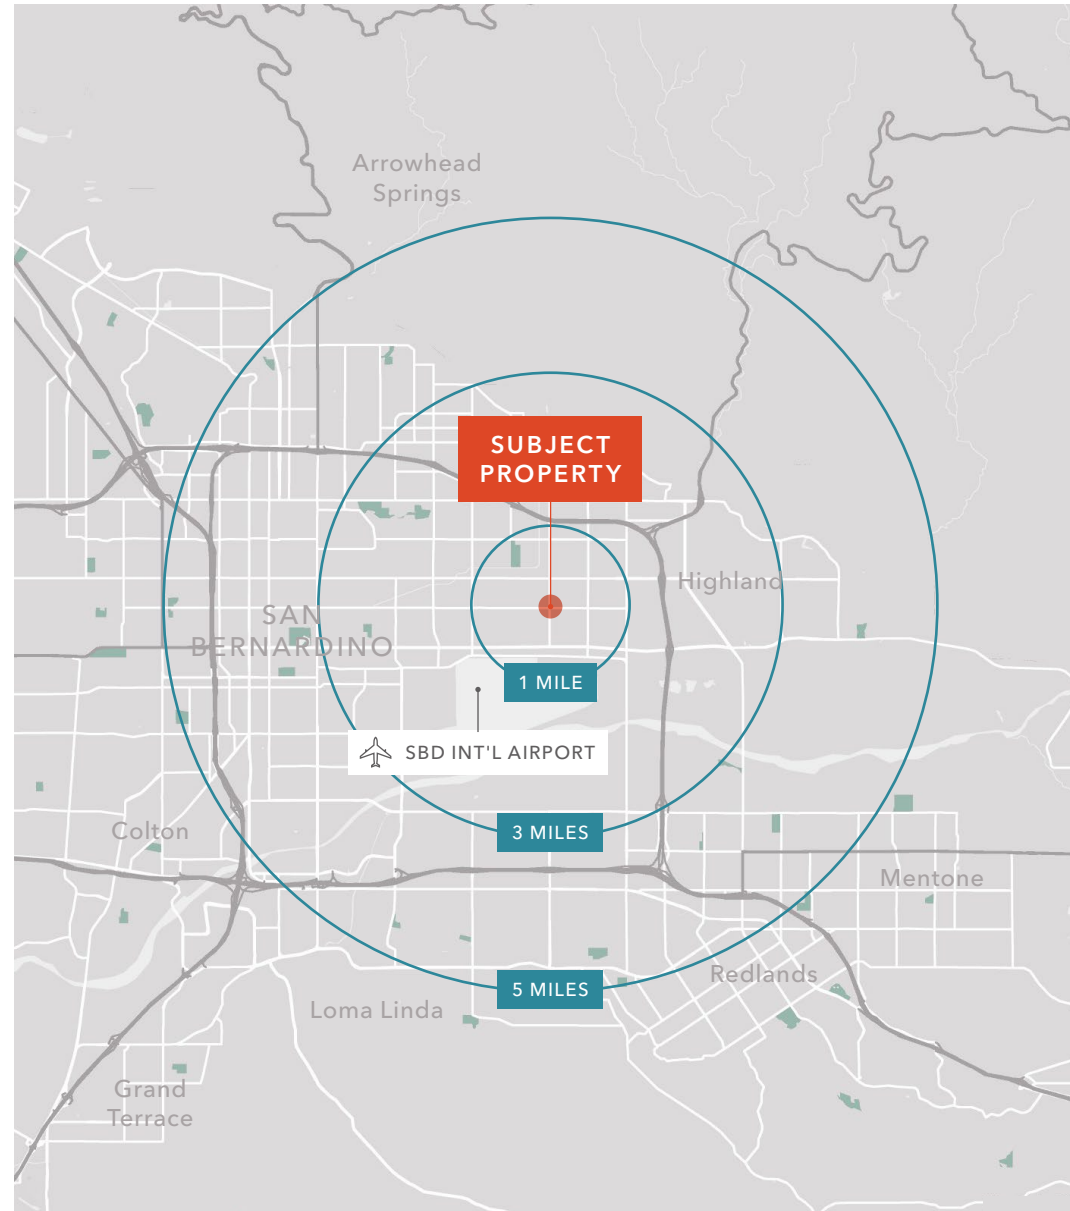 Arrowhead
Springs
SUBJECT
PROPERTY
Highland
SAN
BERNARDINO
1 MILE
SBD INT'L AIRPORT
Colton
3 MILES
Mentone
Redlands
5 MILES
Loma Linda
Grand
Terrace